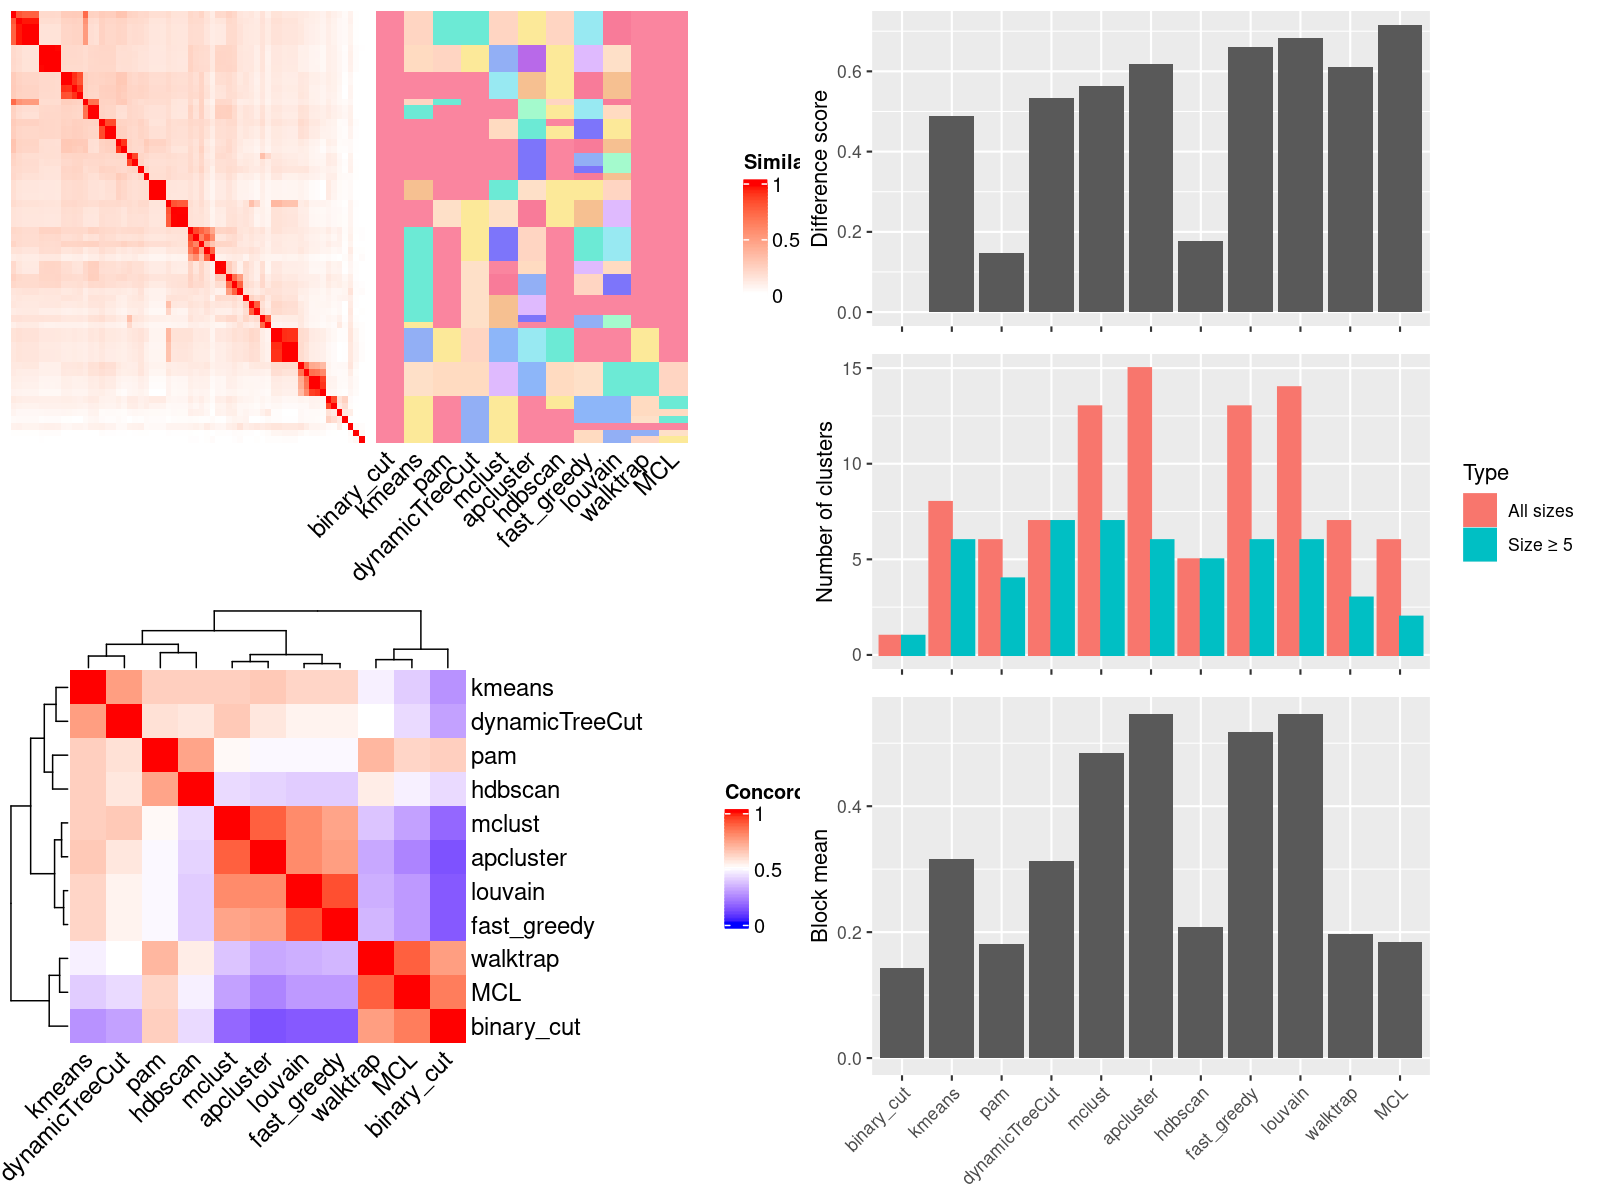 Simila
1
0.5
0
binary_cut
kmeans
pam
dynamicTreeCut
mclust
apcluster
hdbscan
fast_greedy
louvain
walktrap
MCL
Difference score
0.6
0.4
0.2
0.0
Number of clusters
15
10
5
0
Type
All sizes
Size ≥ 5
kmeans
dynamicTreeCut
pam
hdbscan
mclust
apcluster
louvain
fast_greedy
walktrap
MCL
binary_cut
Concord
1
0.5
0
kmeans
dynamicTreeCut
pam
hdbscan
mclust
apcluster
louvain
fast_greedy
walktrap
MCL
binary_cut
Block mean
0.4
0.2
0.0
binary_cut
kmeans
pam
dynamicTreeCut
mclust
apcluster
hdbscan
fast_greedy
louvain
walktrap
MCL